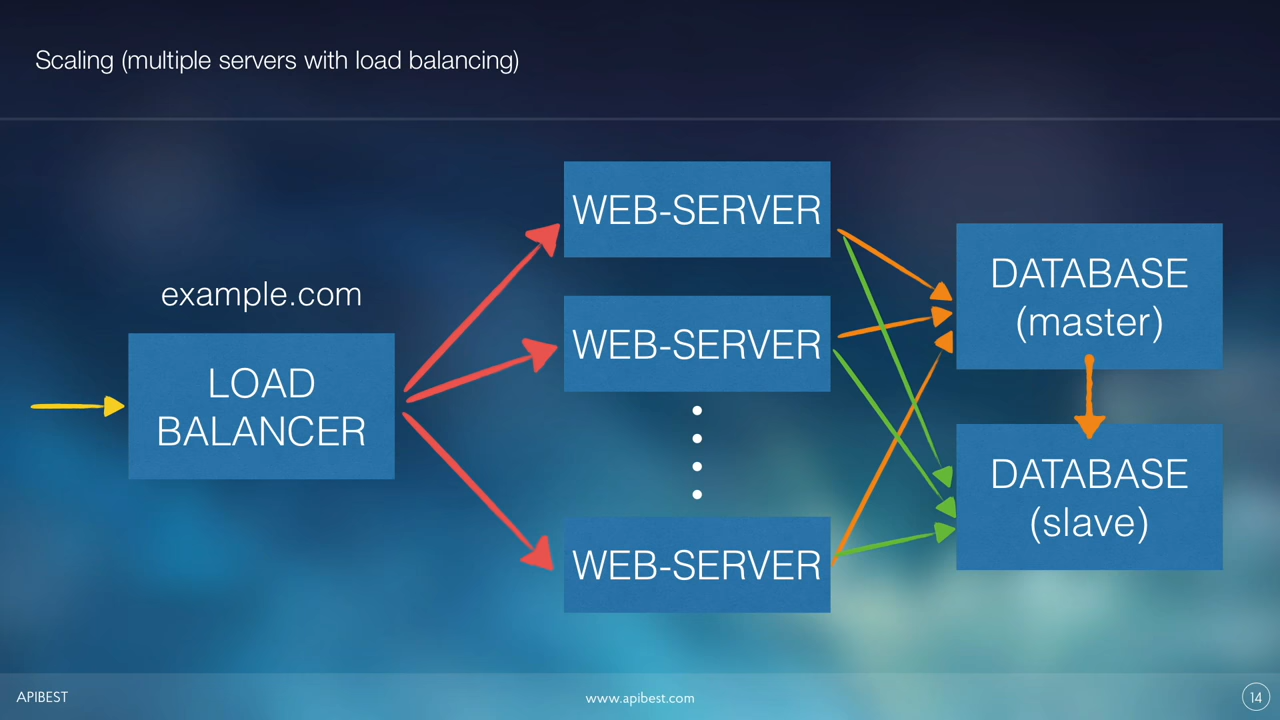 Scaling (multiple servers with load balancing)
example.com
LOAD
BALANCER
WEB-SERVER
WEB-SERVER
WEB-SERVER
DATABASE
(master)
DATABASE
(slave)
APIBEST
www.apibest.com
14